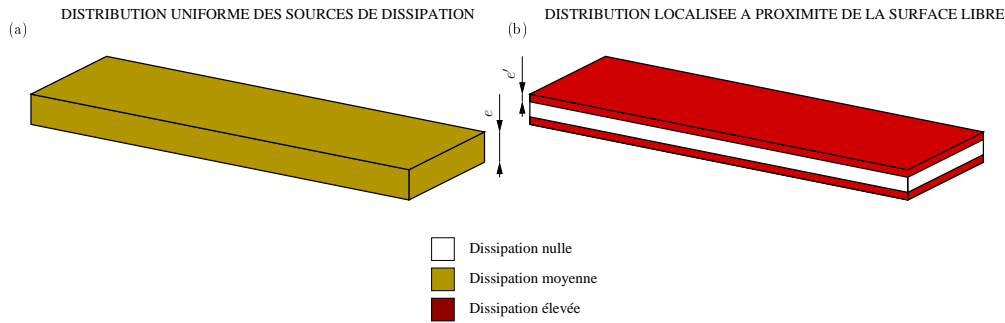 DISTRIBUTION UNIFORME DES SOURCES DE DISSIPATION
DISTRIBUTION LOCALISEE A PROXIMITE DE LA SURFACE LIBRE
(a)
(b)
e
e'
Dissipation nulle
Dissipation moyenne
Dissipation élevée